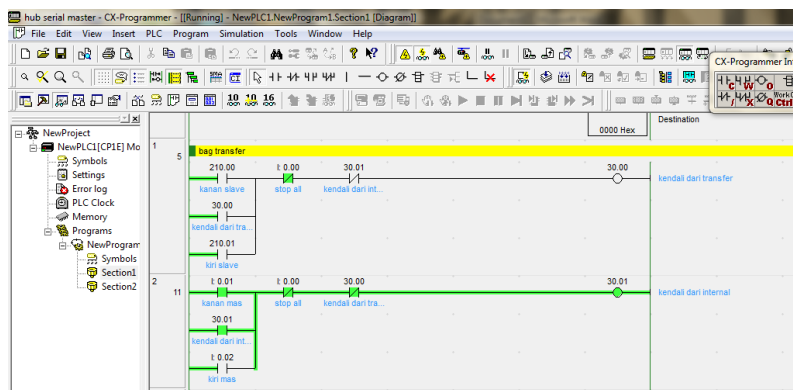 hub serial master - CX-Programmer - [[Running] - NewPLC1.NewProgram1.Section1 [Diagram]]
File Edit View Insert PLC Program Simulation Tools Window Help
CX-Programmer In
10 10 16
C W O
X Q Ctrl
NewProject
NewPLC1[CP1E] Mo
Symbols
Settings
Error log
PLC Clock
Memory
Programs
NewProgram
Symbols
Section1
Section2
0000 Hex
Destination
1
5
bag transfer
210.00 I: 0.00 30.01 30.00
kanan slave stop all kendali dari int... kendali dari transfer
30.00
kendali dari tra...
210.01
kiri slave
2
11
I: 0.01 I: 0.00 30.00 30.01
kanan mas stop all kendali dari tra... kendali dari internal
30.01
kendali dari int...
I: 0.02
kiri mas